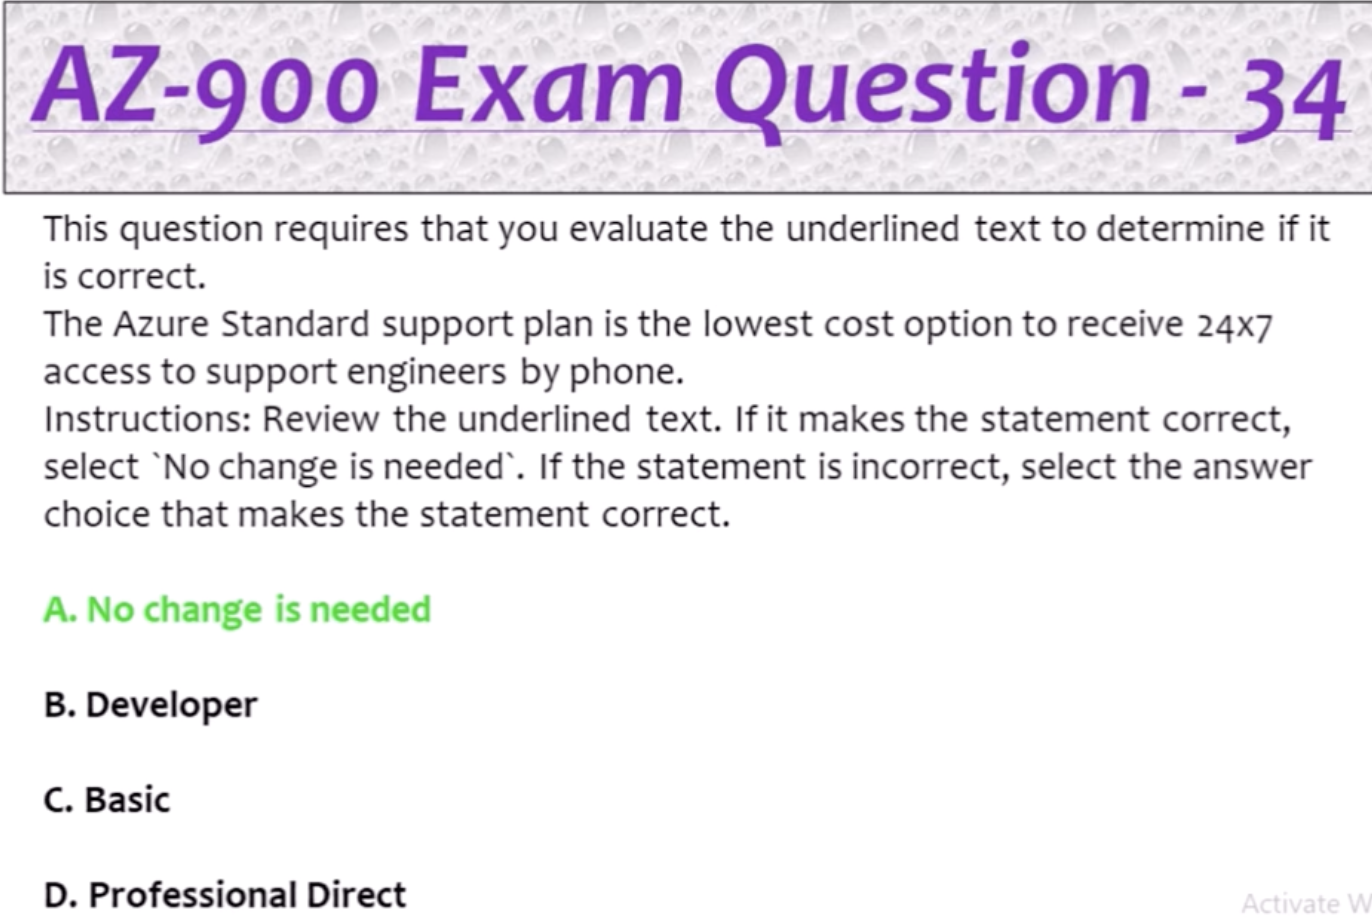 AZ-900 Exam Question - 34
This question requires that you evaluate the underlined text to determine if it
is correct.
The Azure Standard support plan is the lowest cost option to receive 24x7
access to support engineers by phone.
Instructions: Review the underlined text. If it makes the statement correct,
select `No change is needed`. If the statement is incorrect, select the answer
choice that makes the statement correct.
A. No change is needed
B. Developer
C. Basic
D. Professional Direct
Activate W